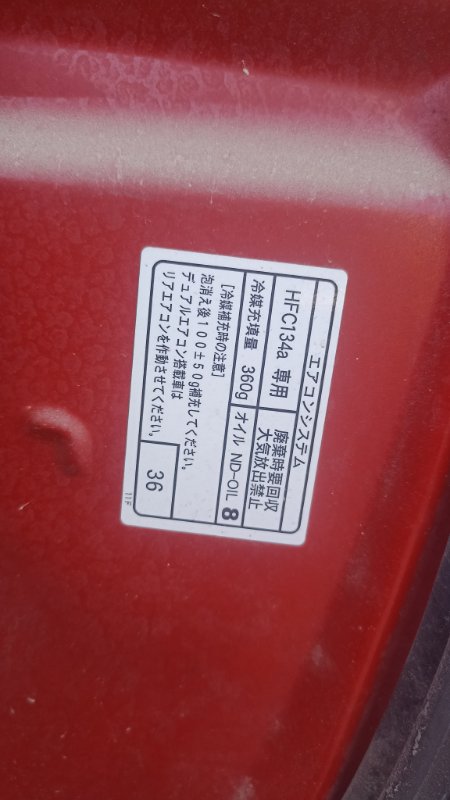 エアコンシステム
HFC134a 専用
廃棄時要回収
大気放出禁止
冷媒充填量 360g
オイル ND-OIL 8
[冷媒補充時の注意]
泡消え後100±50g補充してください。
デュアルエアコン搭載車は
リアエアコンを作動させてください。
36
11F